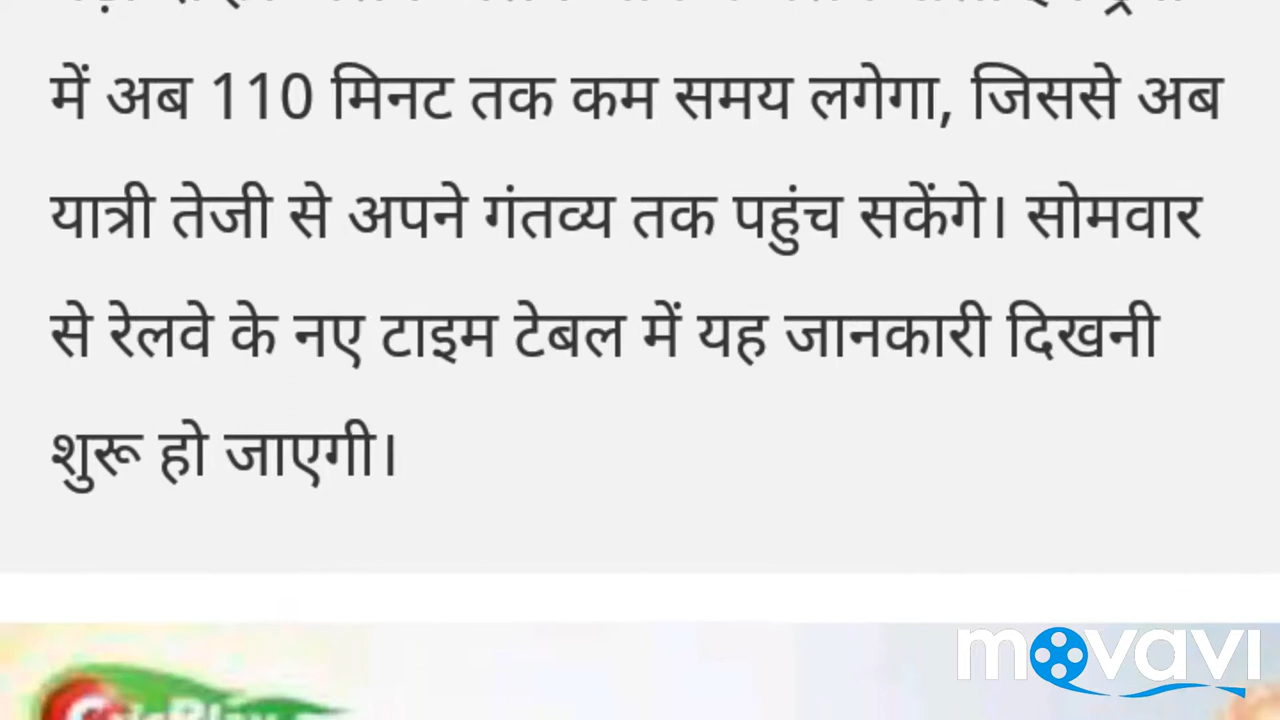 में अब 110 मिनट तक कम समय लगेगा, जिससे अब
यात्री तेजी से अपने गंतव्य तक पहुंच सकेंगे। सोमवार
से रेलवे के नए टाइम टेबल में यह जानकारी दिखनी
शुरू हो जाएगी।
movavi